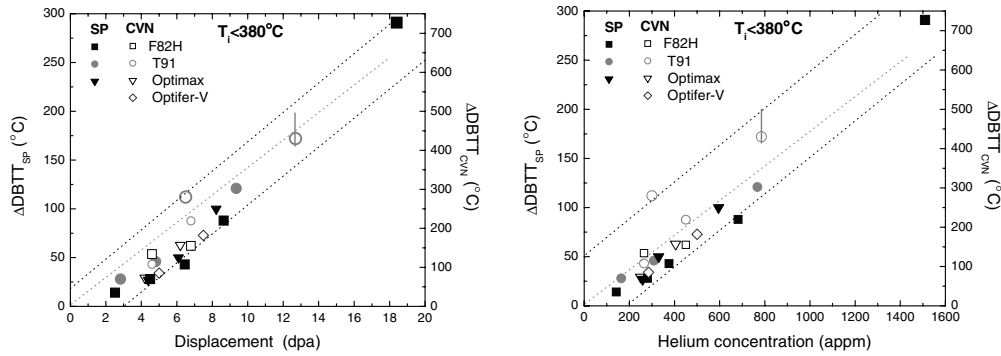 T_i<380°C
SP CVN
F82H
T91
Optimax
Optifer-V
300
250
200
150
100
50
0
ΔDBTT_SP (°C)
700
600
500
400
300
200
100
0
ΔDBTT_CVN (°C)
0 2 4 6 8 10 12 14 16 18 20
Displacement (dpa)
T_i<380°C
SP CVN
F82H
T91
Optimax
Optifer-V
300
250
200
150
100
50
0
ΔDBTT_SP (°C)
700
600
500
400
300
200
100
0
ΔDBTT_CVN (°C)
0 200 400 600 800 1000 1200 1400 1600
Helium concentration (appm)